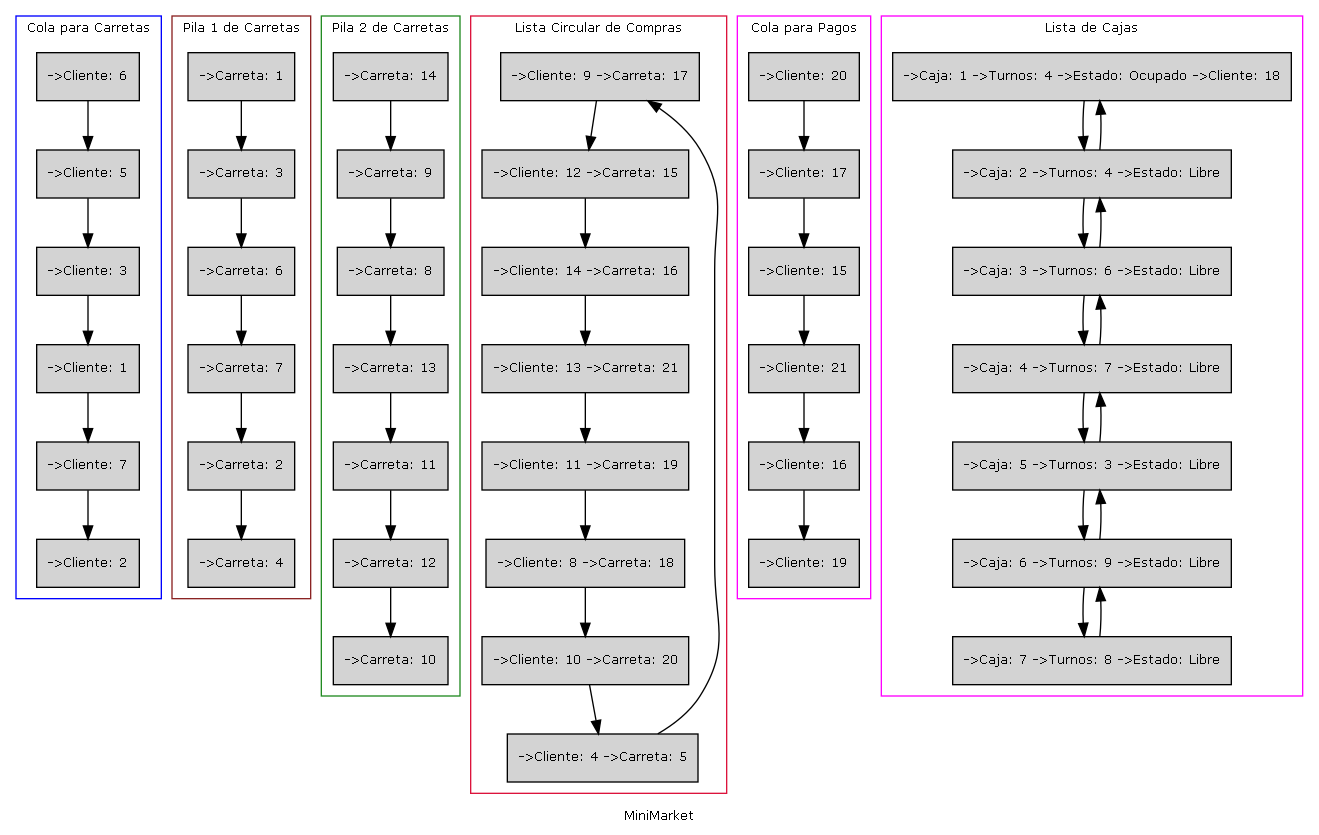 Cola para Carretas
->Cliente: 6
->Cliente: 5
->Cliente: 3
->Cliente: 1
->Cliente: 7
->Cliente: 2
Pila 1 de Carretas
->Carreta: 1
->Carreta: 3
->Carreta: 6
->Carreta: 7
->Carreta: 2
->Carreta: 4
Pila 2 de Carretas
->Carreta: 14
->Carreta: 9
->Carreta: 8
->Carreta: 13
->Carreta: 11
->Carreta: 12
->Carreta: 10
Lista Circular de Compras
->Cliente: 9 ->Carreta: 17
->Cliente: 12 ->Carreta: 15
->Cliente: 14 ->Carreta: 16
->Cliente: 13 ->Carreta: 21
->Cliente: 11 ->Carreta: 19
->Cliente: 8 ->Carreta: 18
->Cliente: 10 ->Carreta: 20
->Cliente: 4 ->Carreta: 5
Cola para Pagos
->Cliente: 20
->Cliente: 17
->Cliente: 15
->Cliente: 21
->Cliente: 16
->Cliente: 19
Lista de Cajas
->Caja: 1 ->Turnos: 4 ->Estado: Ocupado ->Cliente: 18
->Caja: 2 ->Turnos: 4 ->Estado: Libre
->Caja: 3 ->Turnos: 6 ->Estado: Libre
->Caja: 4 ->Turnos: 7 ->Estado: Libre
->Caja: 5 ->Turnos: 3 ->Estado: Libre
->Caja: 6 ->Turnos: 9 ->Estado: Libre
->Caja: 7 ->Turnos: 8 ->Estado: Libre
MiniMarket